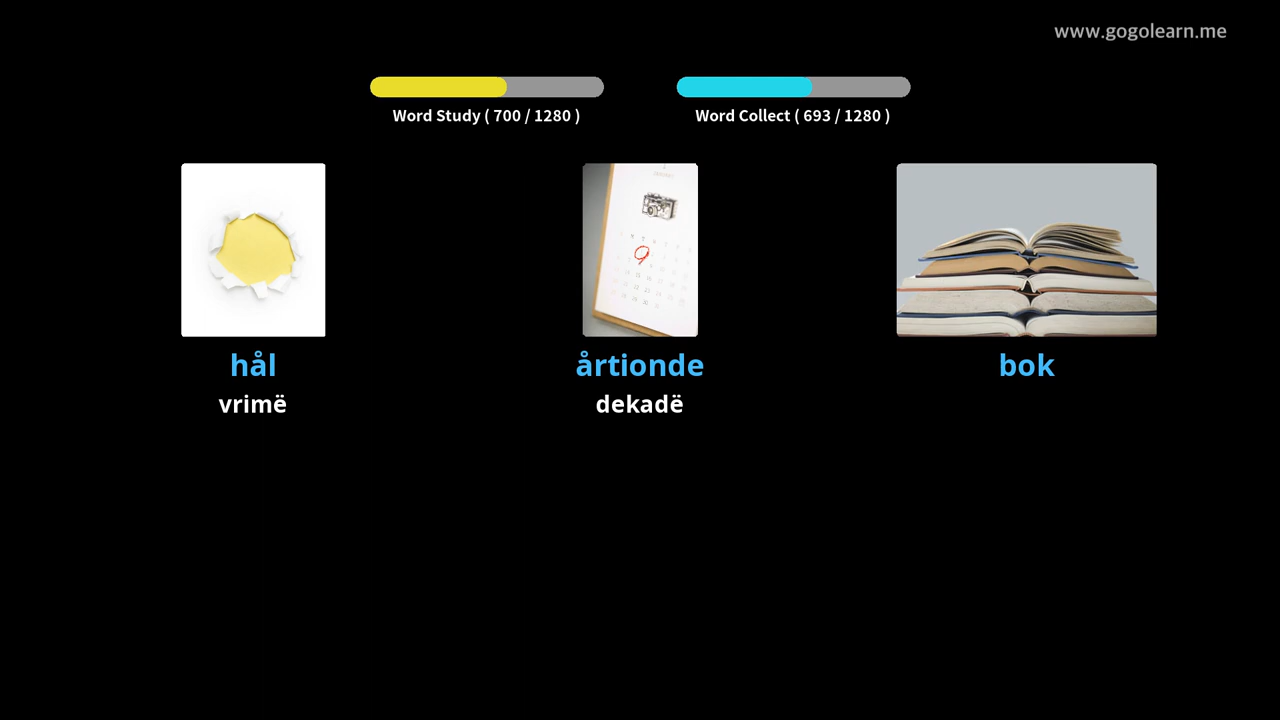 www.gogolearn.me
Word Study ( 700 / 1280 )
Word Collect ( 693 / 1280 )
hål
vrimë
årtionde
dekadë
bok